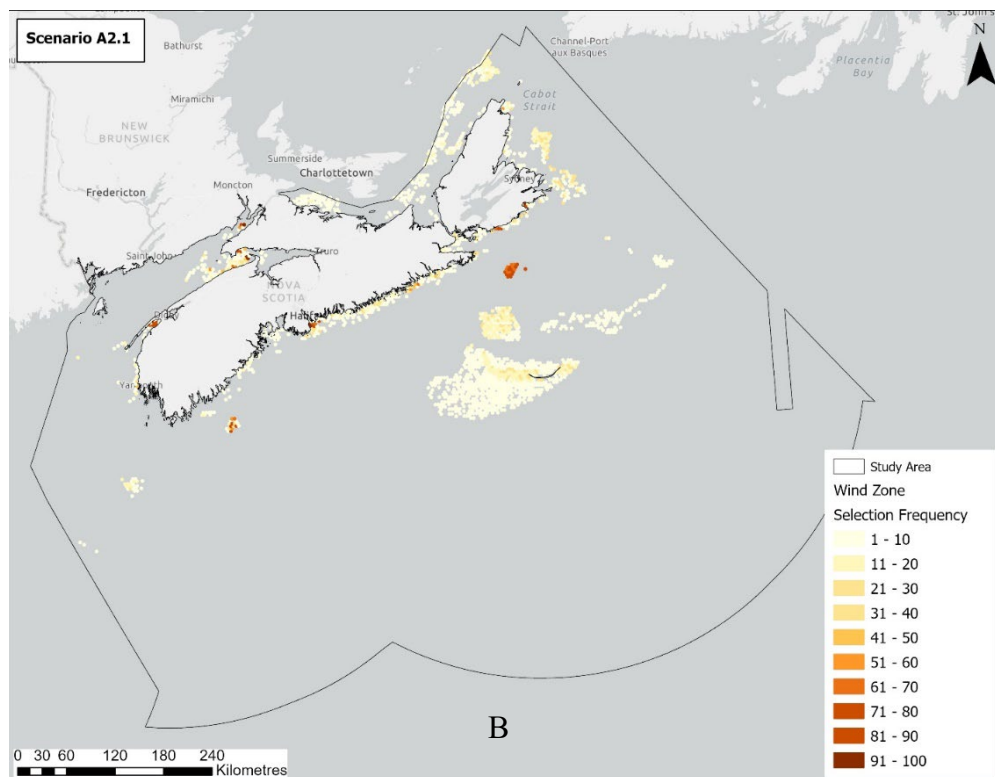 Scenario A2.1
Bathurst
Channel-Port
aux Basques
N
Placentia
Bay
Miramichi
Cabot
Strait
NEW
BRUNSWICK
Summerside
Charlottetown
Fredericton
Moncton
Sydney
Saint John
Truro
NOVA
SCOTIA
Study Area
Wind Zone
Selection Frequency
1 - 10
11 - 20
21 - 30
31 - 40
41 - 50
51 - 60
61 - 70
71 - 80
81 - 90
91 - 100
B
0 30 60 120 180 240
Kilometres